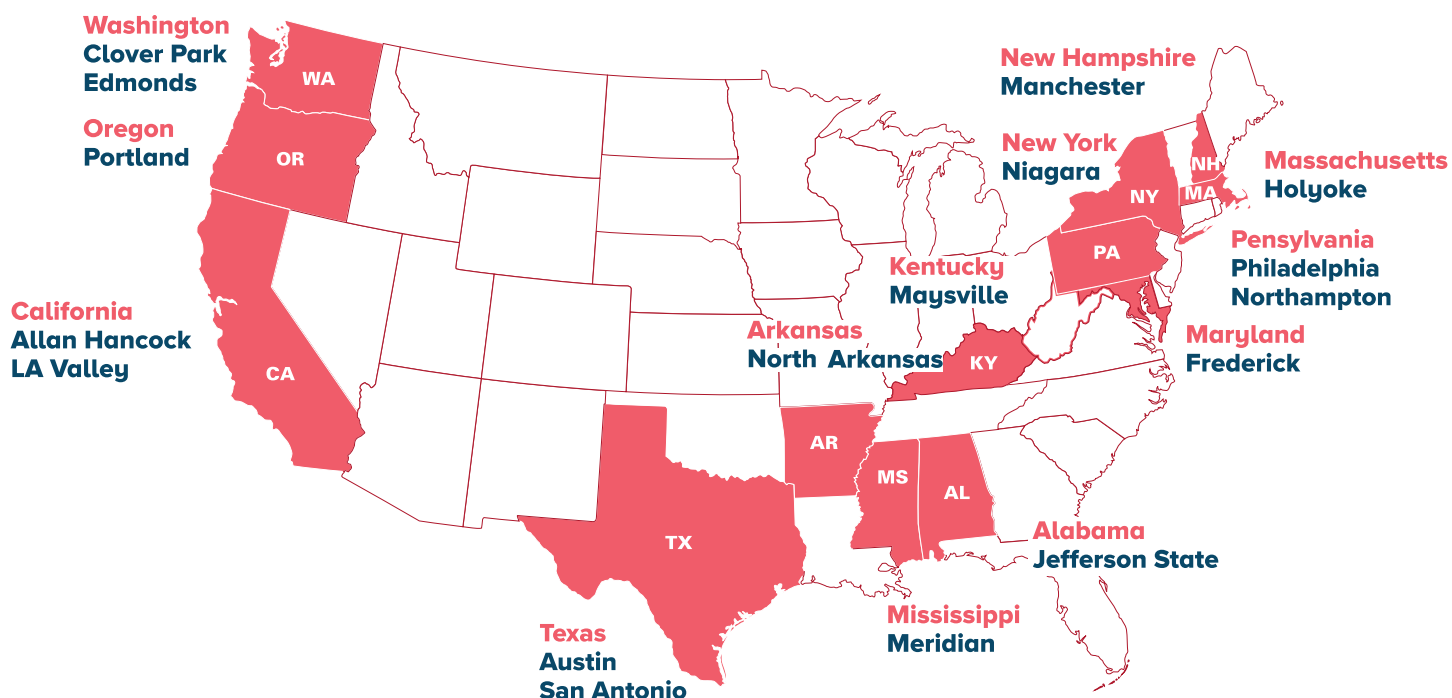 Washington
Clover Park
Edmonds
WA
Oregon
Portland
OR
California
Allan Hancock
LA Valley
CA
New Hampshire
Manchester
NH
New York
Niagara
NY
Massachusetts
Holyoke
MA
Pensylvania
Philadelphia
Northampton
PA
Maryland
Frederick
Kentucky
Maysville
KY
Arkansas
North Arkansas
AR
MS
AL
Alabama
Jefferson State
Mississippi
Meridian
TX
Texas
Austin
San Antonio